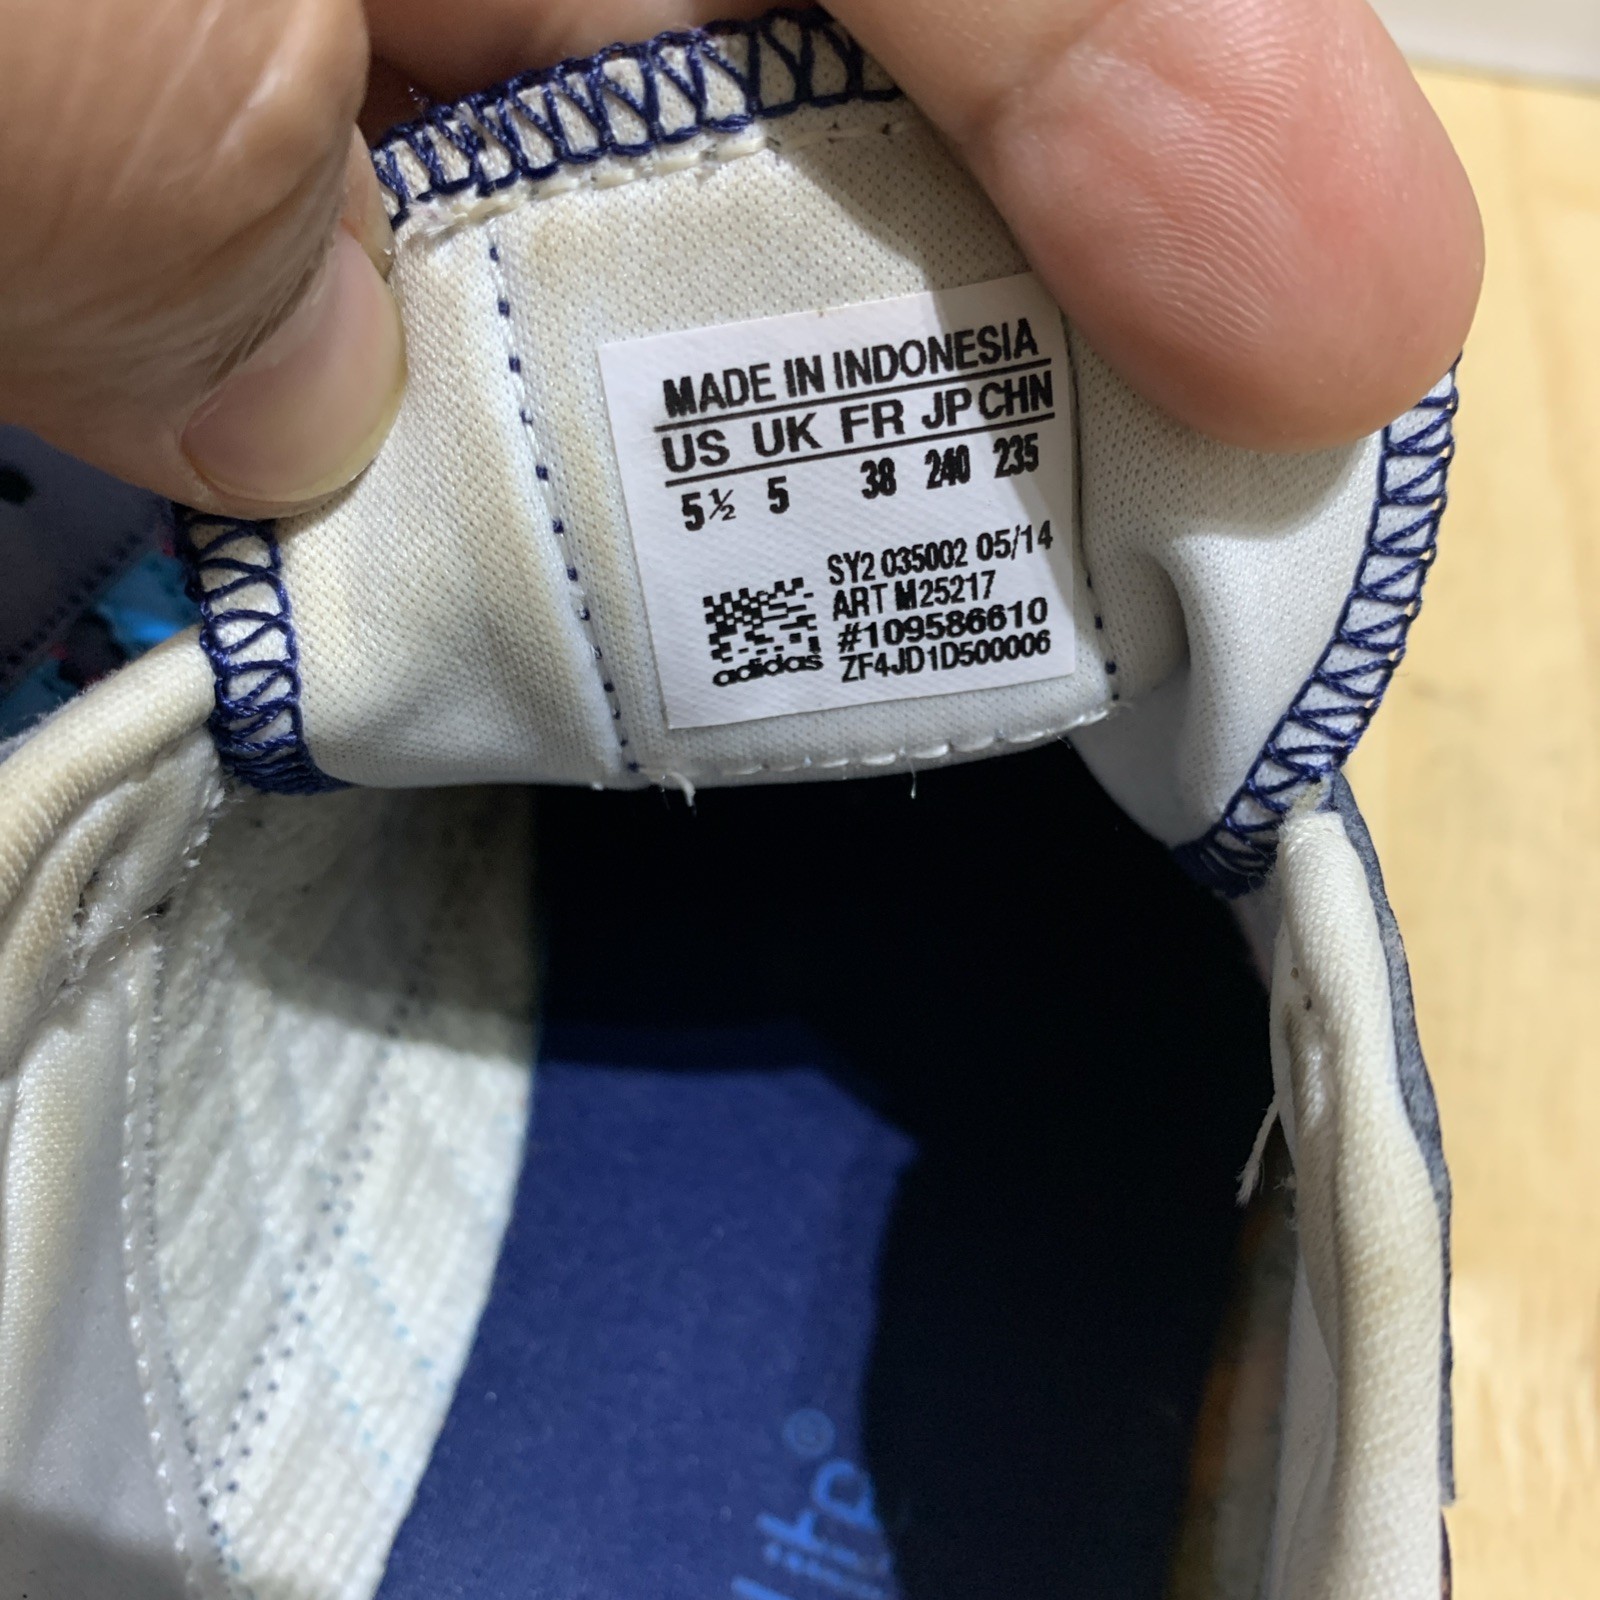 MADE IN INDONESIA
US UK FR JP CHN
5½ 5 38 240 235
SY2 035002 05/14
ART M25217
#109586610
adidas ZF4JD1D500006